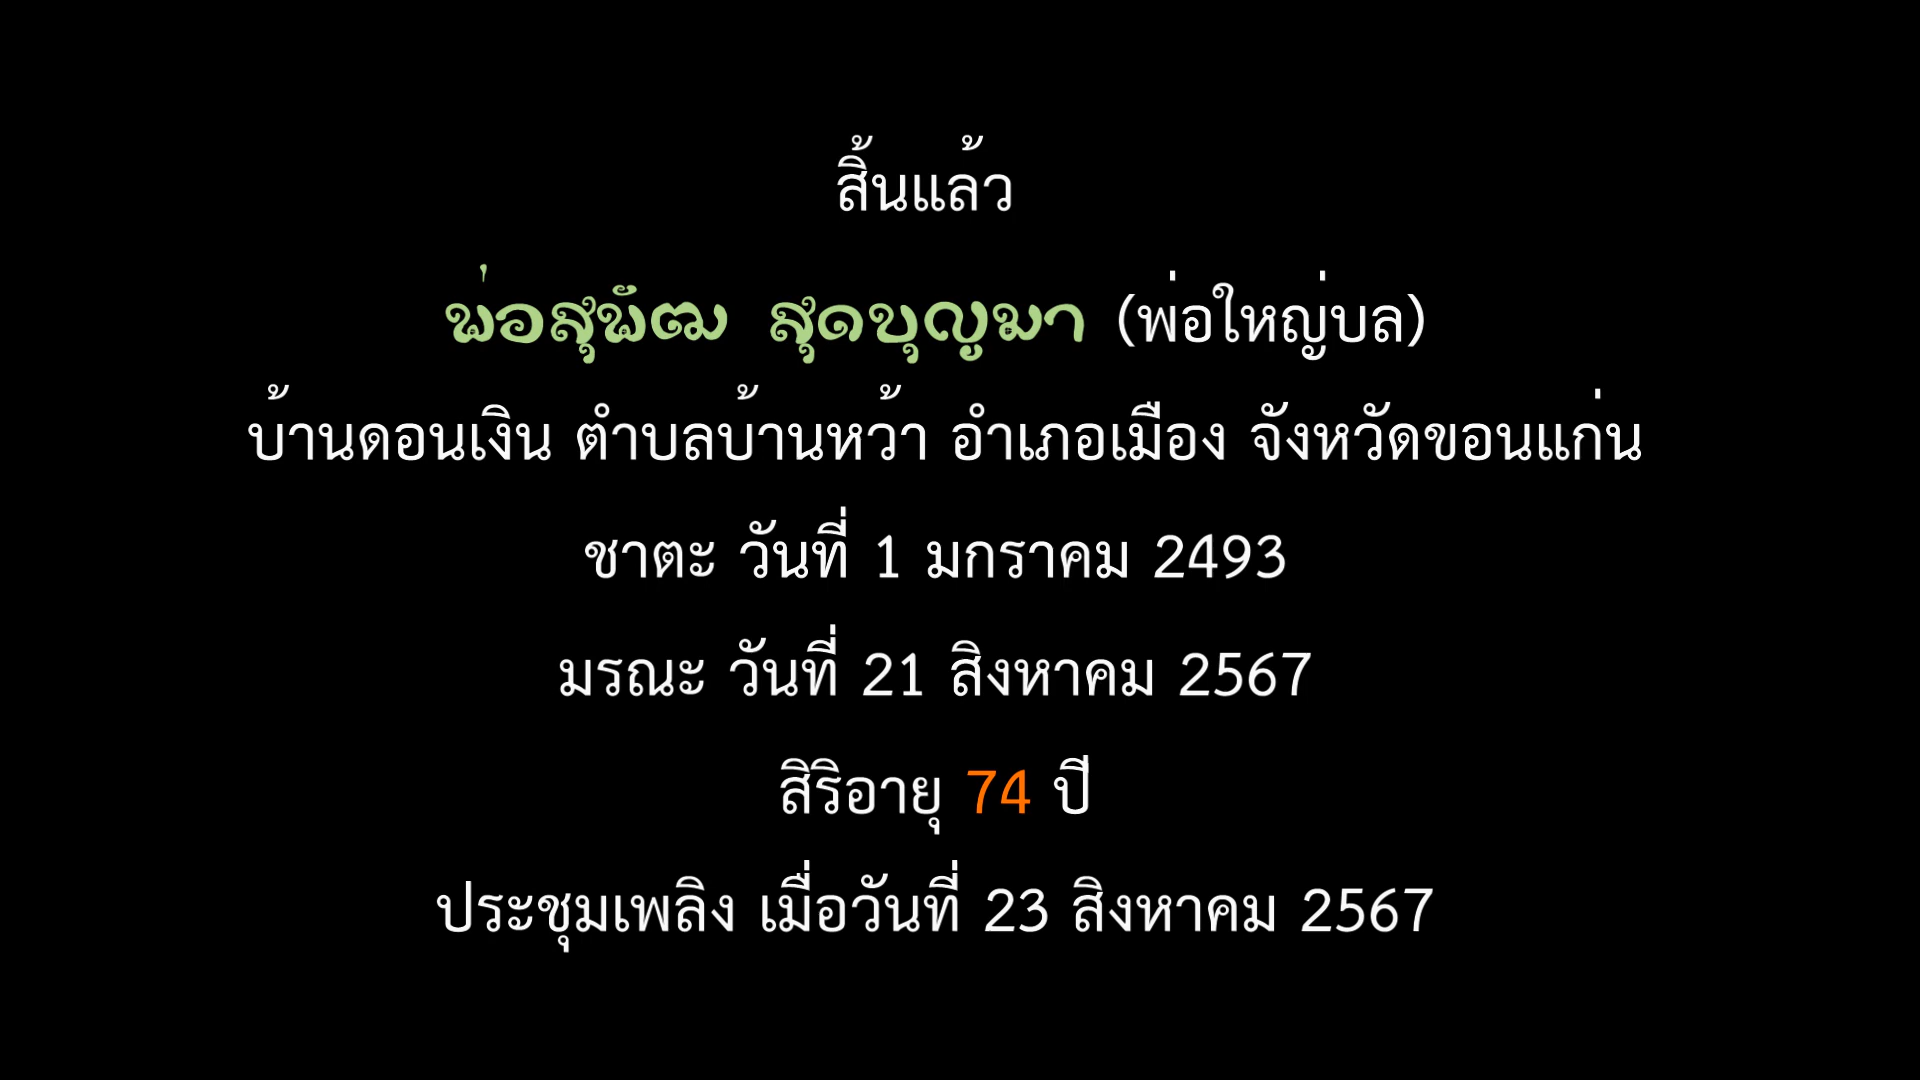 สิ้นแล้ว
พ่อสุพัฒ สุดบุญมา (พ่อใหญ่บล)
บ้านดอนเงิน ตำบลบ้านหว้า อำเภอเมือง จังหวัดขอนแก่น
ชาตะ วันที่ 1 มกราคม 2493
มรณะ วันที่ 21 สิงหาคม 2567
สิริอายุ 74 ปี
ประชุมเพลิง เมื่อวันที่ 23 สิงหาคม 2567